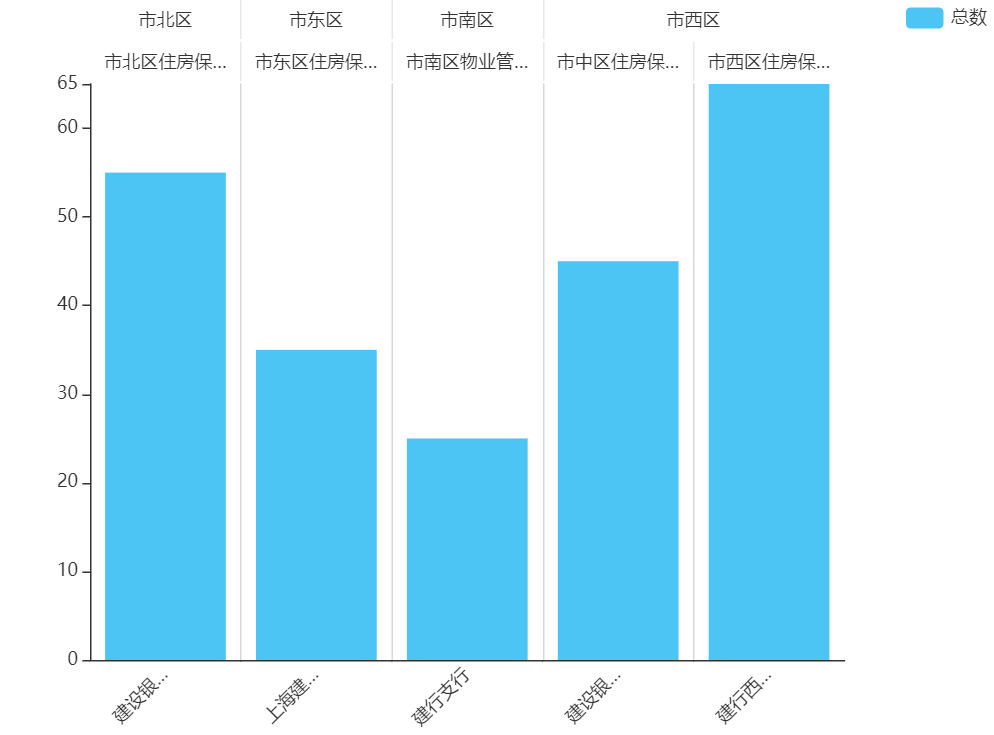 市北区
市东区
市南区
市西区
总数
市北区住房保...
市东区住房保...
市南区物业管...
市中区住房保...
市西区住房保...
65
60
50
40
30
20
10
0
建设银...
上海建...
建行支行
建设银...
建行西...